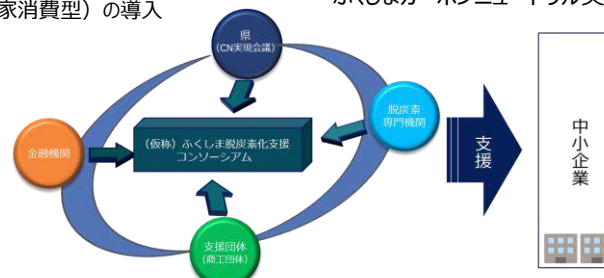 家消費型）の導入
県
(CN実現会議)
脱炭素
専門機関
金融機関
(仮称) ふくしま脱炭素化支援
コンソーシアム
支援団体
(商工団体)
支援
中小企業